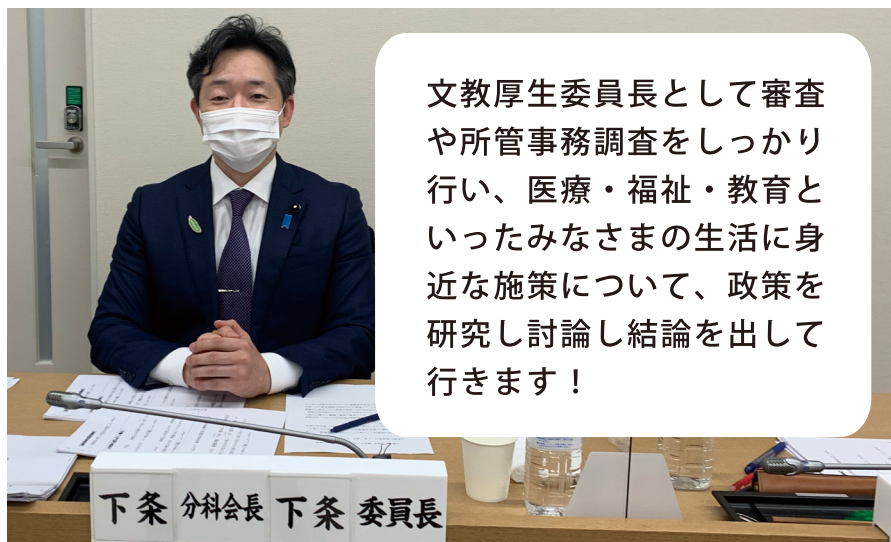 文教厚生委員長として審査
や所管事務調査をしっかり
行い、医療・福祉・教育と
いったみなさまの生活に身
近な施策について、政策を
研究し討論し結論を出して
行きます！
下条 分科会長 下条 委員長